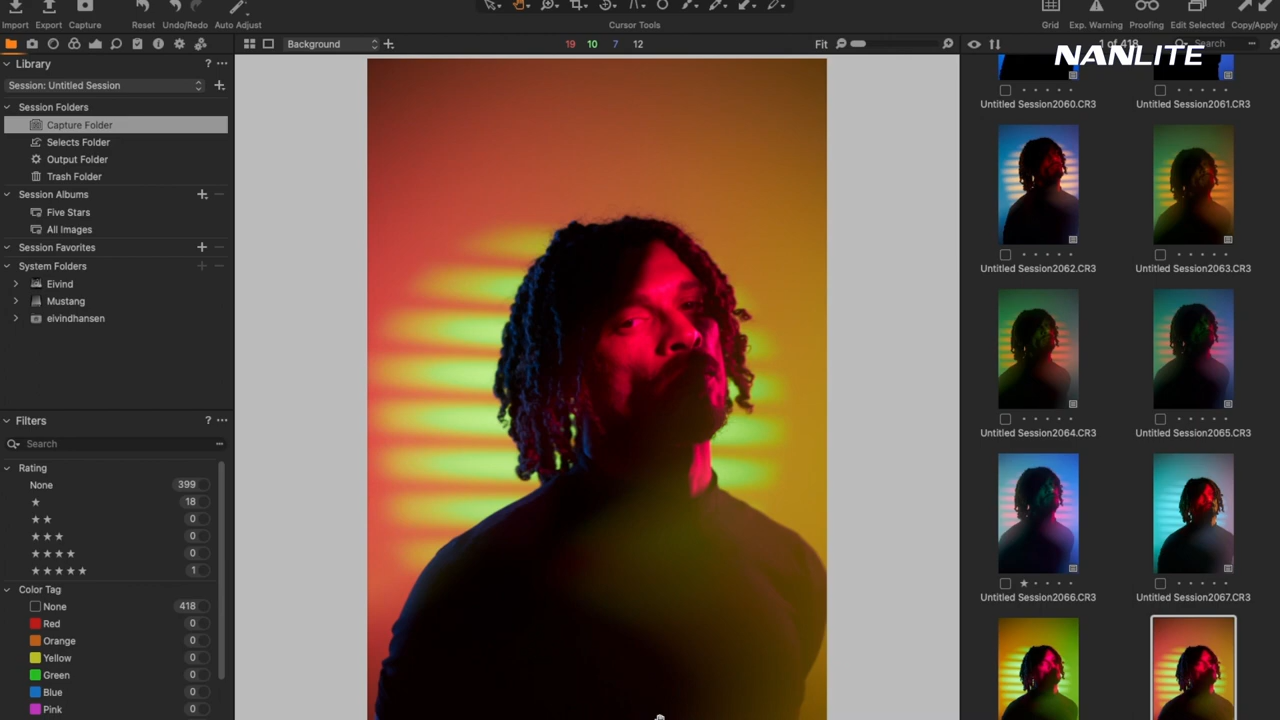 Import Export Capture Reset Undo/Redo Auto Adjust Cursor Tools Grid Exp. Warning Proofing Edit Selected Copy/Apply
Background 19 10 7 12 Fit 1 of 418 Search
NANLITE
Library ?
Session: Untitled Session
Session Folders
Capture Folder
Selects Folder
Output Folder
Trash Folder
Session Albums
Five Stars
All Images
Session Favorites
System Folders
Eivind
Mustang
eivindhansen
Filters ?
Search
Rating
None 399
★ 18
★ ★ 0
★ ★ ★ 0
★ ★ ★ ★ 0
★ ★ ★ ★ ★ 1
Color Tag
None 418
Red 0
Orange 0
Yellow 0
Green 0
Blue 0
Pink 0
Untitled Session2060.CR3 Untitled Session2061.CR3
Untitled Session2062.CR3 Untitled Session2063.CR3
Untitled Session2064.CR3 Untitled Session2065.CR3
Untitled Session2066.CR3 Untitled Session2067.CR3